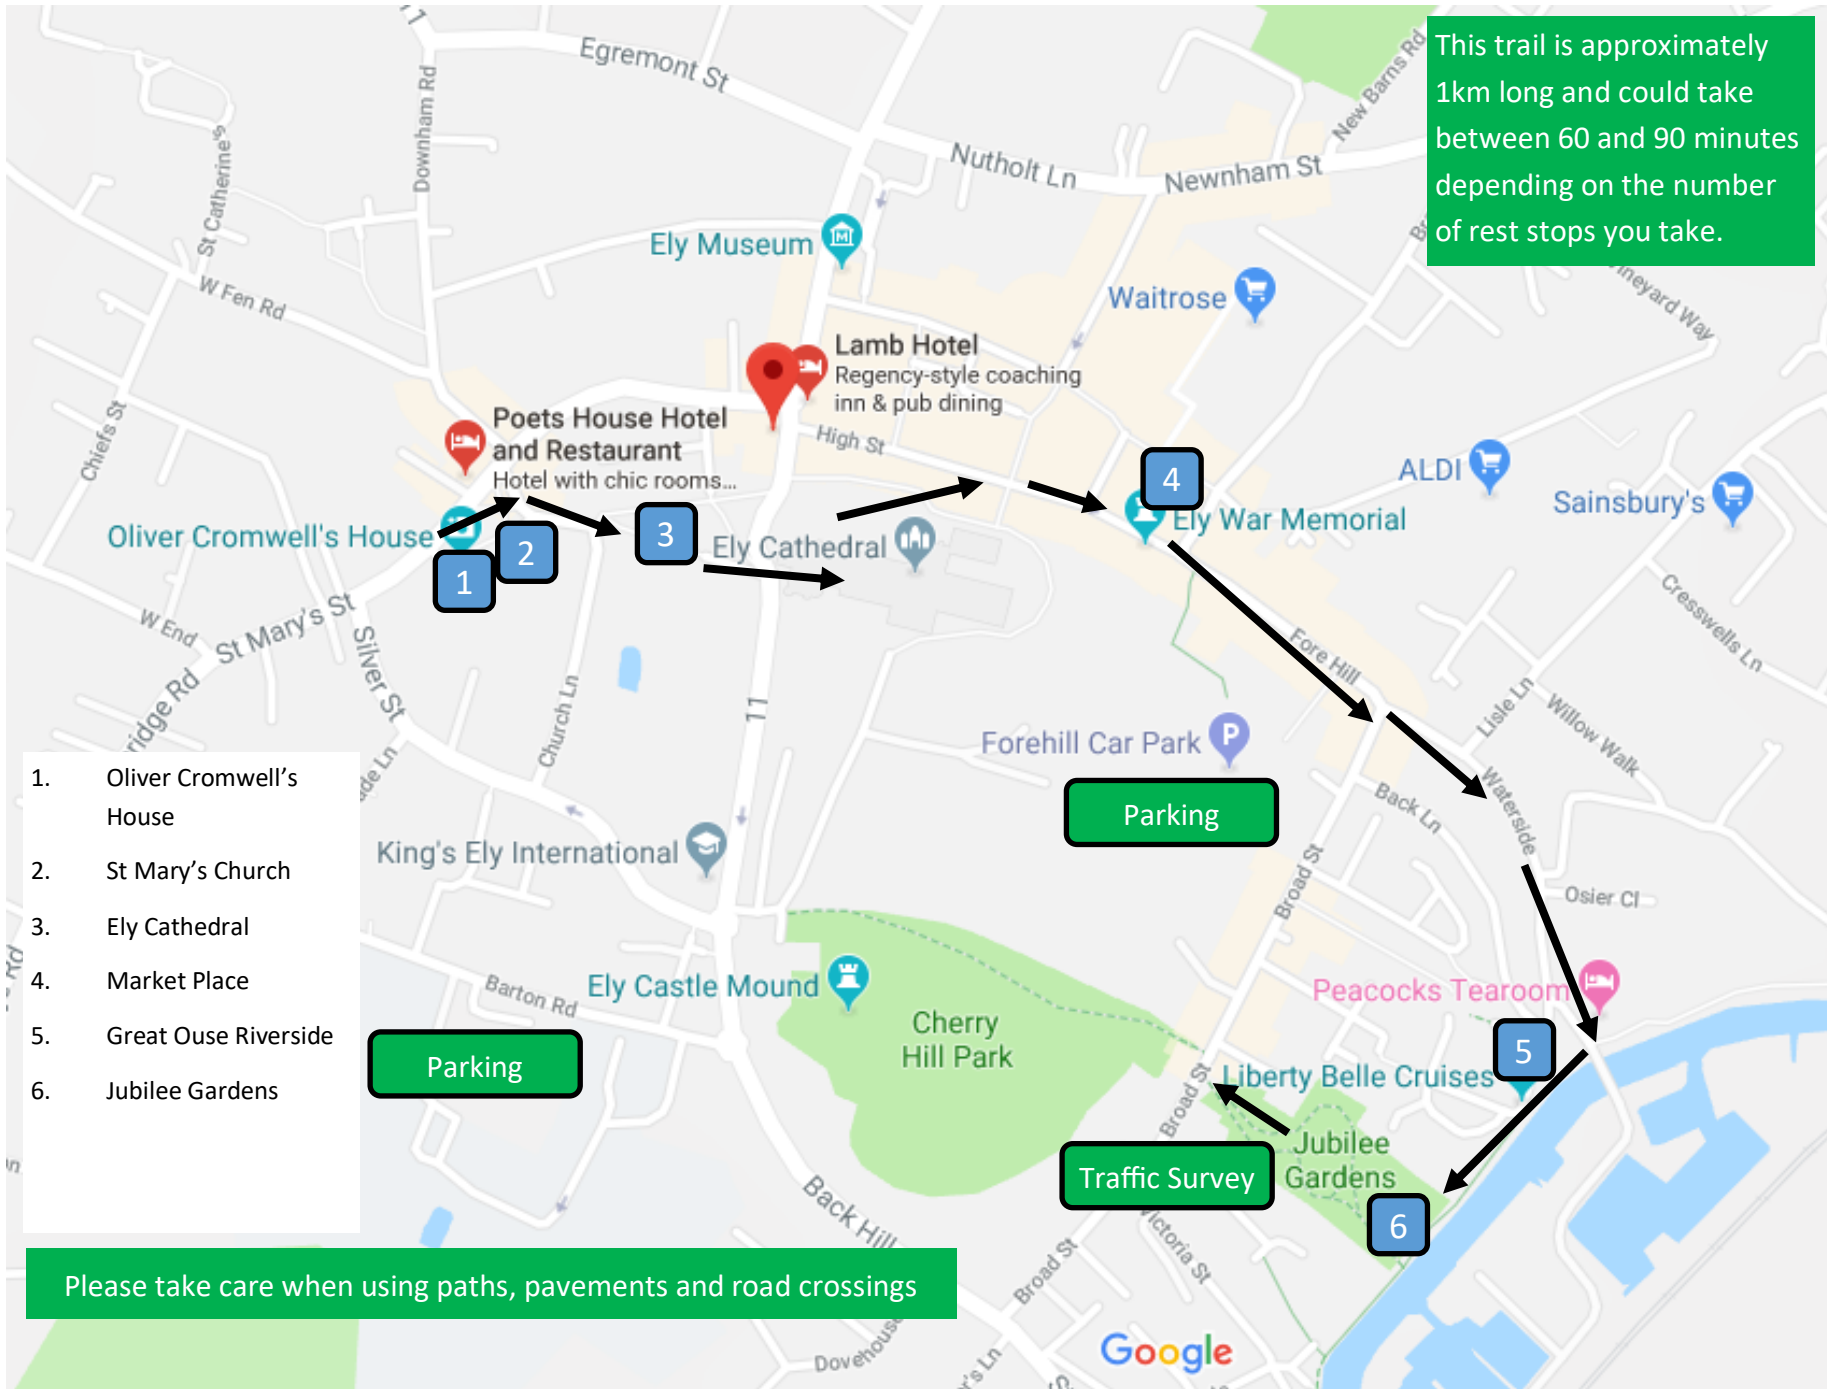 11
Egremont St
This trail is approximately
1km long and could take
between 60 and 90 minutes
depending on the number
of rest stops you take.
Downham Rd
New Barns Rd
St Catherine's
Nutholt Ln
Newnham St
Ely Museum
W Fen Rd
Waitrose
Vineyard Way
Lamb Hotel
Regency-style coaching
inn & pub dining
Chiefs St
Poets House Hotel
and Restaurant
Hotel with chic rooms...
High St
4
ALDI
Sainsbury's
Oliver Cromwell's House
1
2
3
Ely Cathedral
Ely War Memorial
W End
St Mary's St
Silver St
Cresswells Ln
Fore Hill
Church Ln
11
Lisle Ln
Willow Walk
Forehill Car Park
P
Parking
Waterside
Back Ln
1. Oliver Cromwell’s
House
2. St Mary’s Church
3. Ely Cathedral
4. Market Place
5. Great Ouse Riverside
6. Jubilee Gardens
King's Ely International
Broad St
Osier Cl
Barton Rd
Ely Castle Mound
Peacocks Tearoom
Cherry
Hill Park
Parking
5
Liberty Belle Cruises
Broad St
Traffic Survey
Jubilee
Gardens
6
Back Hill
Victoria St
Broad St
Please take care when using paths, pavements and road crossings
Google